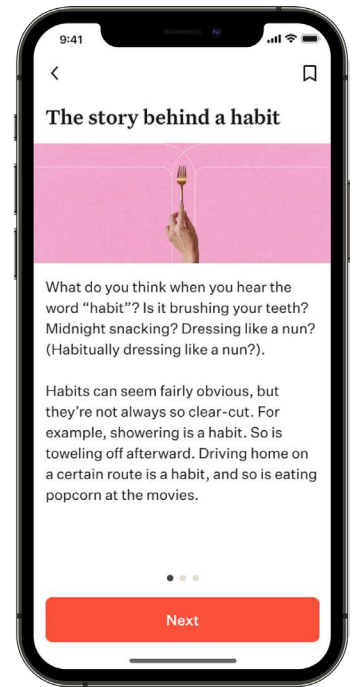 9:41
The story behind a habit
What do you think when you hear the
word “habit”? Is it brushing your teeth?
Midnight snacking? Dressing like a nun?
(Habitually dressing like a nun?).
Habits can seem fairly obvious, but
they’re not always so clear-cut. For
example, showering is a habit. So is
toweling off afterward. Driving home on
a certain route is a habit, and so is eating
popcorn at the movies.
Next